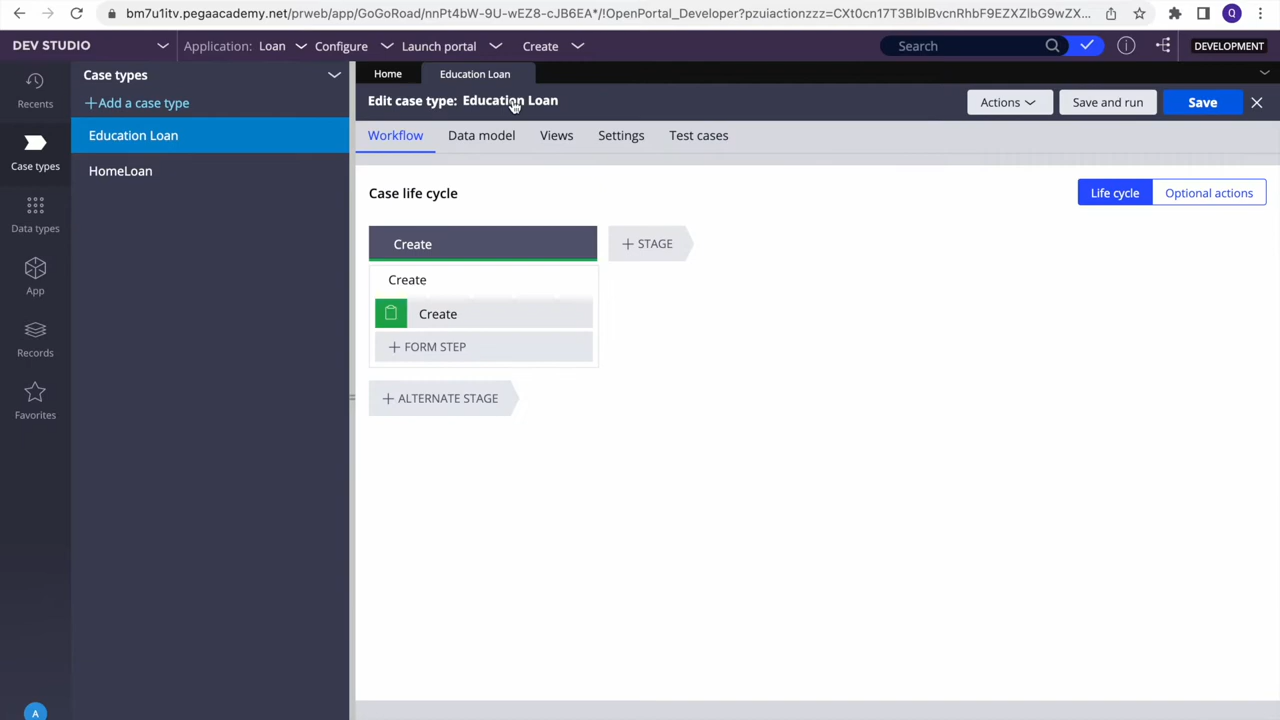 bm7u1itv.pegaacademy.net/prweb/app/GoGoRoad/nnPt4bW-9U-wEZ8-cJB6EA*/!OpenPortal_Developer?pzuiactionzzz=CXt0cn17T3BlblBvcnRhbF9EZXZlbG9wZX...
Q
DEV STUDIO
Application: Loan
Configure
Launch portal
Create
Search
DEVELOPMENT
Recents
Case types
Data types
App
Records
Favorites
A
Case types
+Add a case type
Education Loan
HomeLoan
Home
Education Loan
Edit case type: Education Loan
Actions
Save and run
Save
Workflow
Data model
Views
Settings
Test cases
Case life cycle
Life cycle
Optional actions
Create
+ STAGE
Create
Create
+ FORM STEP
+ ALTERNATE STAGE